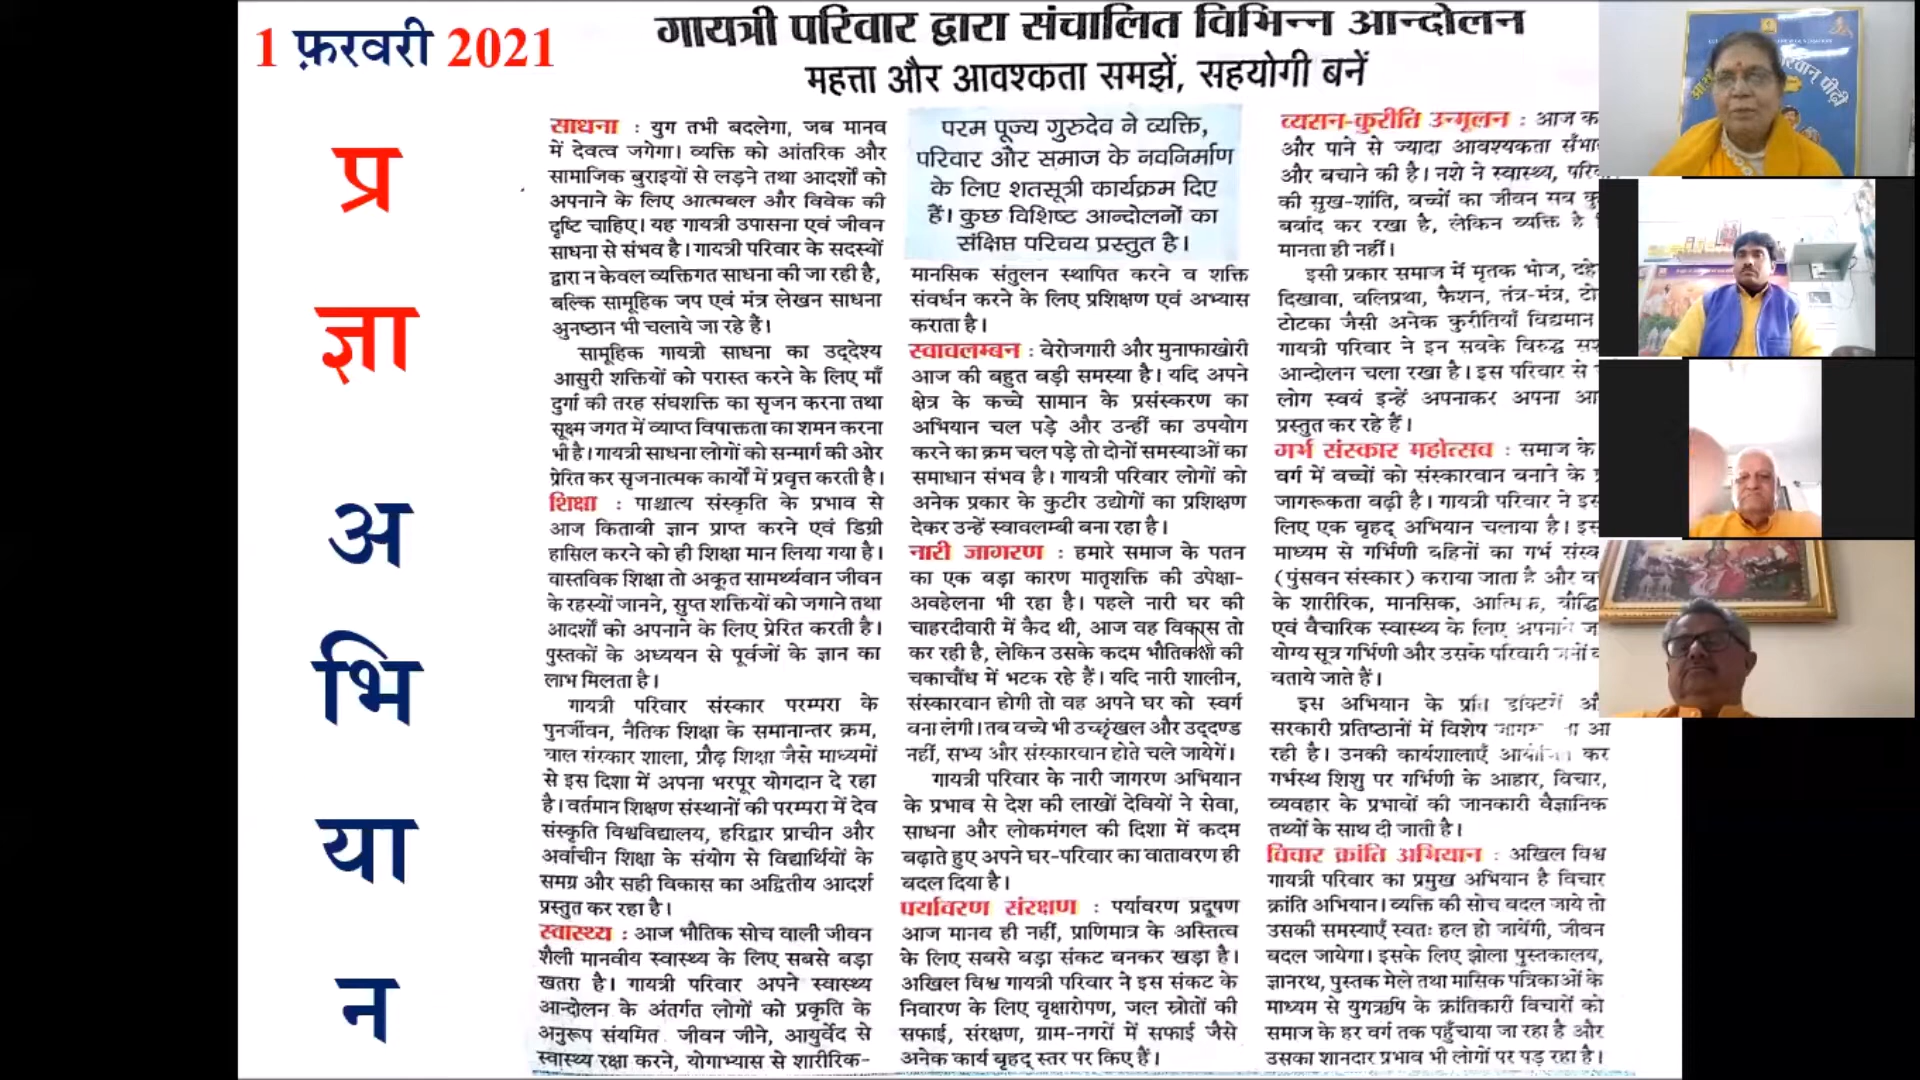 1 फ़रवरी 2021
प्र
ज्ञा
अ
भि
या
न
गायत्री परिवार द्वारा संचालित विभिन्न आन्दोलन
महत्ता और आवश्कता समझें, सहयोगी बनें
साधना : युग तभी बदलेगा, जब मानव
में देवत्व जगेगा। व्यक्ति को आंतरिक और
सामाजिक बुराइयों से लड़ने तथा आदर्शों को
अपनाने के लिए आत्मबल और विवेक की
दृष्टि चाहिए। यह गायत्री उपासना एवं जीवन
साधना से संभव है। गायत्री परिवार के सदस्यों
द्वारा न केवल व्यक्तिगत साधना की जा रही है,
बल्कि सामूहिक जप एवं मंत्र लेखन साधना
अनुष्ठान भी चलाये जा रहे हैं।
सामूहिक गायत्री साधना का उद्देश्य
आसुरी शक्तियों को परास्त करने के लिए माँ
दुर्गा की तरह संघशक्ति का सृजन करना तथा
सूक्ष्म जगत में व्याप्त विषाक्तता का शमन करना
भी है। गायत्री साधना लोगों को सन्मार्ग की ओर
प्रेरित कर सृजनात्मक कार्यों में प्रवृत्त करती है।
शिक्षा : पाश्चात्य संस्कृति के प्रभाव से
आज किताबी ज्ञान प्राप्त करने एवं डिग्री
हासिल करने को ही शिक्षा मान लिया गया है।
वास्तविक शिक्षा तो अकूत सामर्थ्यवान जीवन
के रहस्यों जानने, सुप्त शक्तियों को जगाने तथा
आदर्शों को अपनाने के लिए प्रेरित करती है।
पुस्तकों के अध्ययन से पूर्वजों के ज्ञान का
लाभ मिलता है।
गायत्री परिवार संस्कार परम्परा के
पुनर्जीवन, नैतिक शिक्षा के समानान्तर क्रम,
बाल संस्कार शाला, प्रौढ़ शिक्षा जैसे माध्यमों
से इस दिशा में अपना भरपूर योगदान दे रहा
है। वर्तमान शिक्षण संस्थानों की परम्परा में देव
संस्कृति विश्वविद्यालय, हरिद्वार प्राचीन और
अर्वाचीन शिक्षा के संयोग से विद्यार्थियों के
समग्र और सही विकास का अद्वितीय आदर्श
प्रस्तुत कर रहा है।
स्वास्थ्य : आज भौतिक सोच वाली जीवन
शैली मानवीय स्वास्थ्य के लिए सबसे बड़ा
खतरा है। गायत्री परिवार अपने स्वास्थ्य
आन्दोलन के अंतर्गत लोगों को प्रकृति के
अनुरूप संयमित जीवन जीने, आयुर्वेद से
स्वास्थ्य रक्षा करने, योगाभ्यास से शारीरिक-
परम पूज्य गुरुदेव ने व्यक्ति,
परिवार और समाज के नवनिर्माण
के लिए शतसूत्री कार्यक्रम दिए
हैं। कुछ विशिष्ट आन्दोलनों का
संक्षिप्त परिचय प्रस्तुत है।
मानसिक संतुलन स्थापित करने व शक्ति
संवर्धन करने के लिए प्रशिक्षण एवं अभ्यास
कराता है।
स्वावलम्बन : बेरोजगारी और मुनाफाखोरी
आज की बहुत बड़ी समस्या है। यदि अपने
क्षेत्र के कच्चे सामान के प्रसंस्करण का
अभियान चल पड़े और उन्हीं का उपयोग
करने का क्रम चल पड़े तो दोनों समस्याओं का
समाधान संभव है। गायत्री परिवार लोगों को
अनेक प्रकार के कुटीर उद्योगों का प्रशिक्षण
देकर उन्हें स्वावलम्बी बना रहा है।
नारी जागरण : हमारे समाज के पतन
का एक बड़ा कारण मातृशक्ति की उपेक्षा-
अवहेलना भी रहा है। पहले नारी घर की
चाहरदीवारी में कैद थी, आज वह विकास तो
कर रही है, लेकिन उसके कदम भौतिकता की
चकाचौंध में भटक रहे हैं। यदि नारी शालीन,
संस्कारवान होगी तो वह अपने घर को स्वर्ग
बना लेगी। तब बच्चे भी उच्छृंखल और उद्दण्ड
नहीं, सभ्य और संस्कारवान होते चले जायेगें।
गायत्री परिवार के नारी जागरण अभियान
के प्रभाव से देश की लाखों देवियों ने सेवा,
साधना और लोकमंगल की दिशा में कदम
बढ़ाते हुए अपने घर-परिवार का वातावरण ही
बदल दिया है।
पर्यावरण संरक्षण : पर्यावरण प्रदूषण
आज मानव ही नहीं, प्राणिमात्र के अस्तित्व
के लिए सबसे बड़ा संकट बनकर खड़ा है।
अखिल विश्व गायत्री परिवार ने इस संकट के
निवारण के लिए वृक्षारोपण, जल स्रोतों की
सफाई, संरक्षण, ग्राम-नगरों में सफाई जैसे
अनेक कार्य बृहद् स्तर पर किए हैं।
व्यसन-कुरीति उन्मूलन : आज
और पाने से ज्यादा आवश्यकता
और बचाने की है। नशे ने स्वास्थ्य,
की सुख-शांति, बच्चों का जीवन सब
बर्बाद कर रखा है, लेकिन व्यक्ति है
मानता ही नहीं।
इसी प्रकार समाज में मृतक भोज,
दिखावा, बलिप्रथा, फैशन, तंत्र-मंत्र,
टोटका जैसी अनेक कुरीतियाँ विद्यमान
गायत्री परिवार ने इन सबके विरुद्ध
आन्दोलन चला रखा है। इस परिवार से
लोग स्वयं इन्हें अपनाकर अपना
प्रस्तुत कर रहे हैं।
गर्भ संस्कार महोत्सव : समाज के
वर्ग में बच्चों को संस्कारवान बनाने के
जागरूकता बढ़ी है। गायत्री परिवार ने
लिए एक बृहद् अभियान चलाया है।
माध्यम से गर्भिणी बहिनों का गर्भ
(पुंसवन संस्कार) कराया जाता है और
के शारीरिक, मानसिक, आत्मिक,
एवं वैचारिक स्वास्थ्य के लिए अपनाने
योग्य सूत्र गर्भिणी और उसके परिवारी जनों
बताये जाते हैं।
इस अभियान के प्रति डॉक्टरों
सरकारी प्रतिष्ठानों में विशेष
रही है। उनकी कार्यशालाएँ आयोजित कर
गर्भस्थ शिशु पर गर्भिणी के आहार, विचार,
व्यवहार के प्रभावों की जानकारी वैज्ञानिक
तथ्यों के साथ दी जाती है।
विचार क्रांति अभियान : अखिल विश्व
गायत्री परिवार का प्रमुख अभियान है विचार
क्रांति अभियान। व्यक्ति की सोच बदल जाये तो
उसकी समस्याएँ स्वतः हल हो जायेंगी, जीवन
बदल जायेगा। इसके लिए झोला पुस्तकालय,
ज्ञानरथ, पुस्तक मेले तथा मासिक पत्रिकाओं के
माध्यम से युगऋषि के क्रांतिकारी विचारों को
समाज के हर वर्ग तक पहुँचाया जा रहा है और
उसका शानदार प्रभाव भी लोगों पर पड़ रहा है।